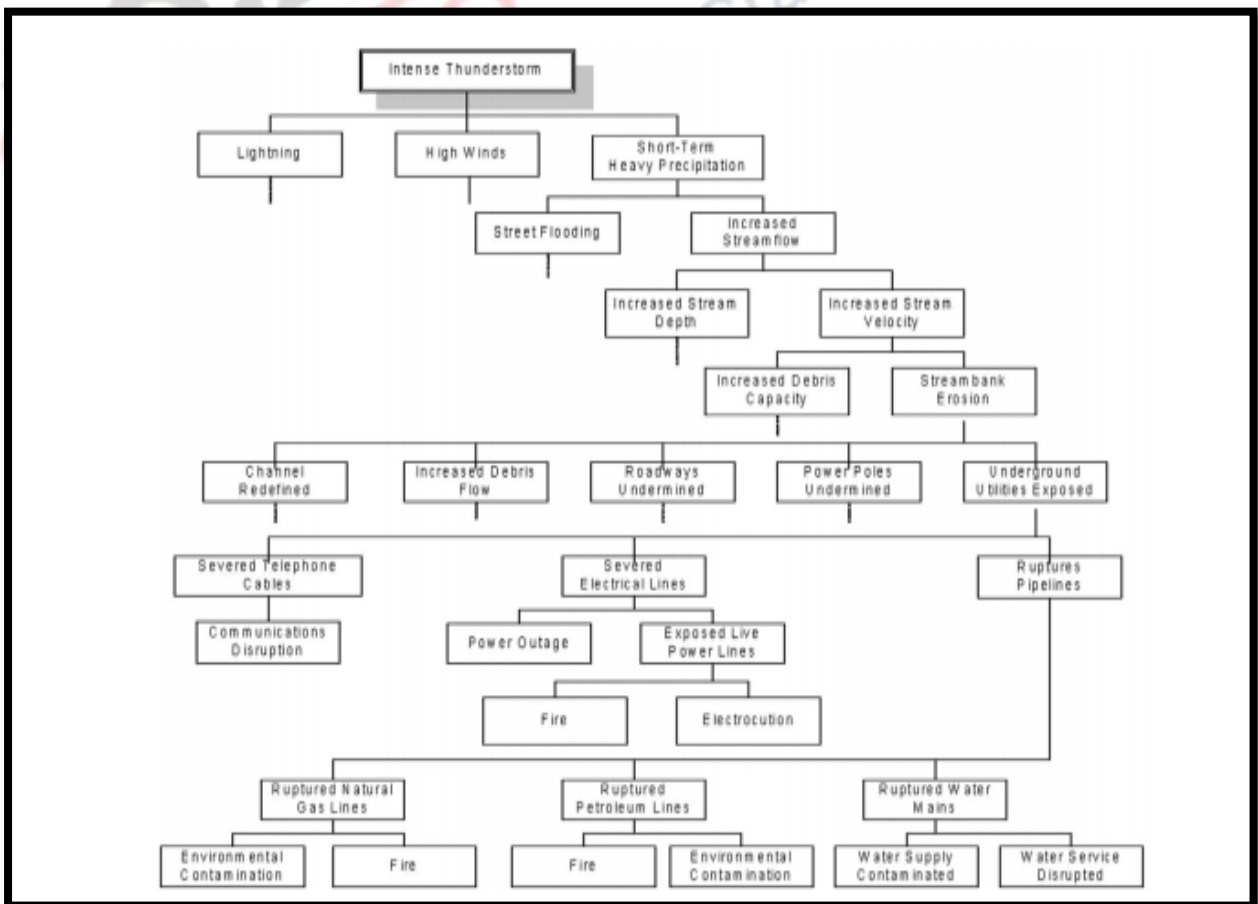 Intense Thunderstorm
Lightning
High Winds
Short-Term
Heavy Precipitation
Street Flooding
Increased
Streamflow
Increased Stream
Depth
Increased Stream
Velocity
Increased Debris
Capacity
Streambank
Erosion
Channel
Redefined
Increased Debris
Flow
Roadways
Undermined
Power Poles
Undermined
Underground
Utilities Exposed
Severed Telephone
Cables
Severed
Electrical Lines
Ruptures
Pipelines
Communications
Disruption
Power Outage
Exposed Live
Power Lines
Fire
Electrocution
Ruptured Natural
Gas Lines
Ruptured
Petroleum Lines
Ruptured Water
Mains
Environmental
Contamination
Fire
Fire
Environmental
Contamination
Water Supply
Contaminated
Water Service
Disrupted